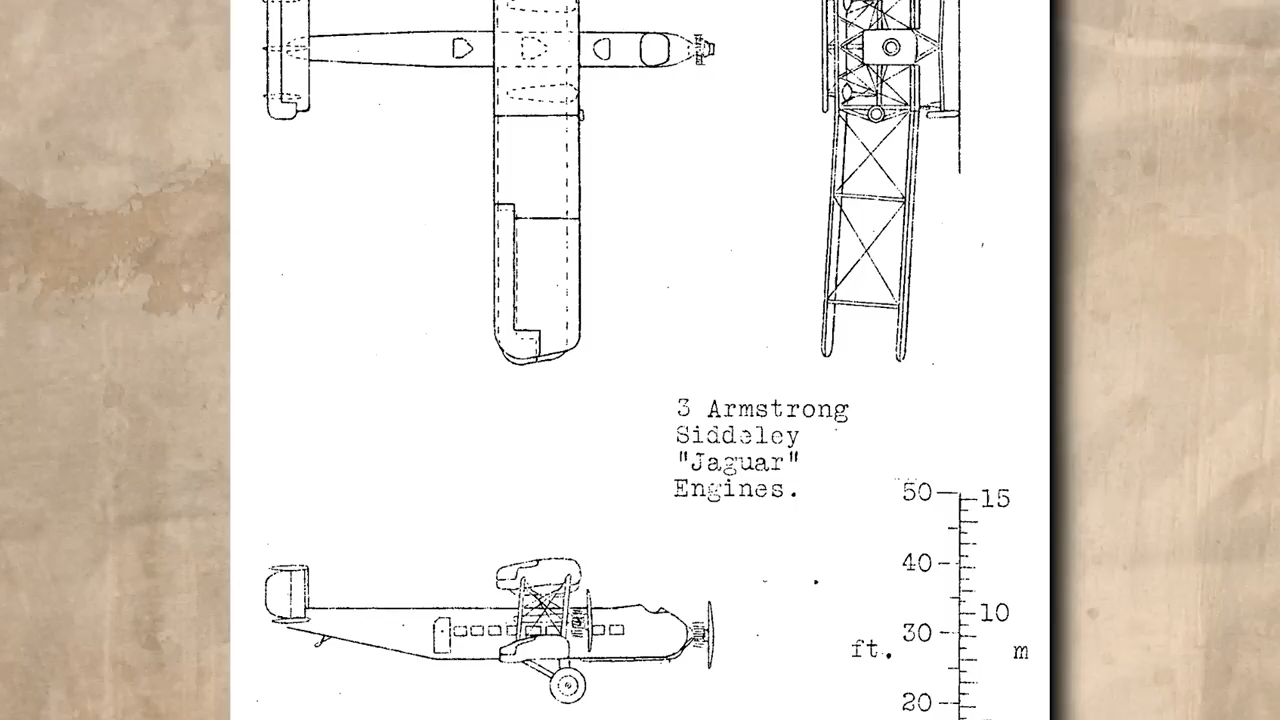 3 Armstrong
Siddeley
"Jaguar"
Engines.
50 15
40
10
30
ft. m
20